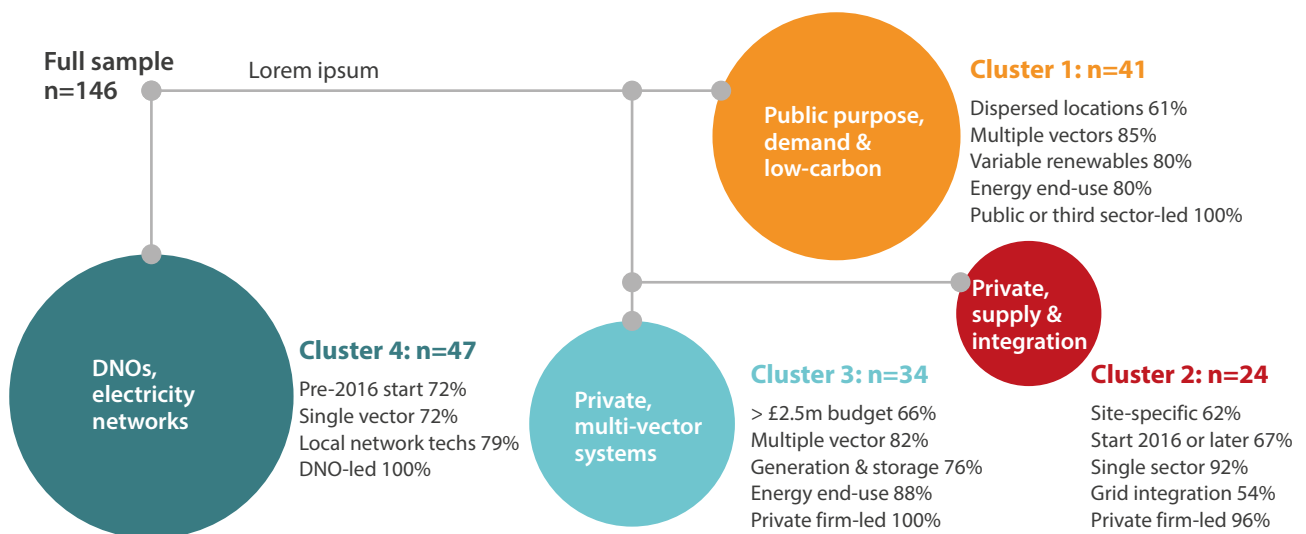 Full sample
n=146
Lorem ipsum
Public purpose,
demand &
low-carbon
Cluster 1: n=41
Dispersed locations 61%
Multiple vectors 85%
Variable renewables 80%
Energy end-use 80%
Public or third sector-led 100%
Private,
supply &
integration
Cluster 2: n=24
Site-specific 62%
Start 2016 or later 67%
Single sector 92%
Grid integration 54%
Private firm-led 96%
Private,
multi-vector
systems
Cluster 3: n=34
> £2.5m budget 66%
Multiple vector 82%
Generation & storage 76%
Energy end-use 88%
Private firm-led 100%
DNOs,
electricity
networks
Cluster 4: n=47
Pre-2016 start 72%
Single vector 72%
Local network techs 79%
DNO-led 100%